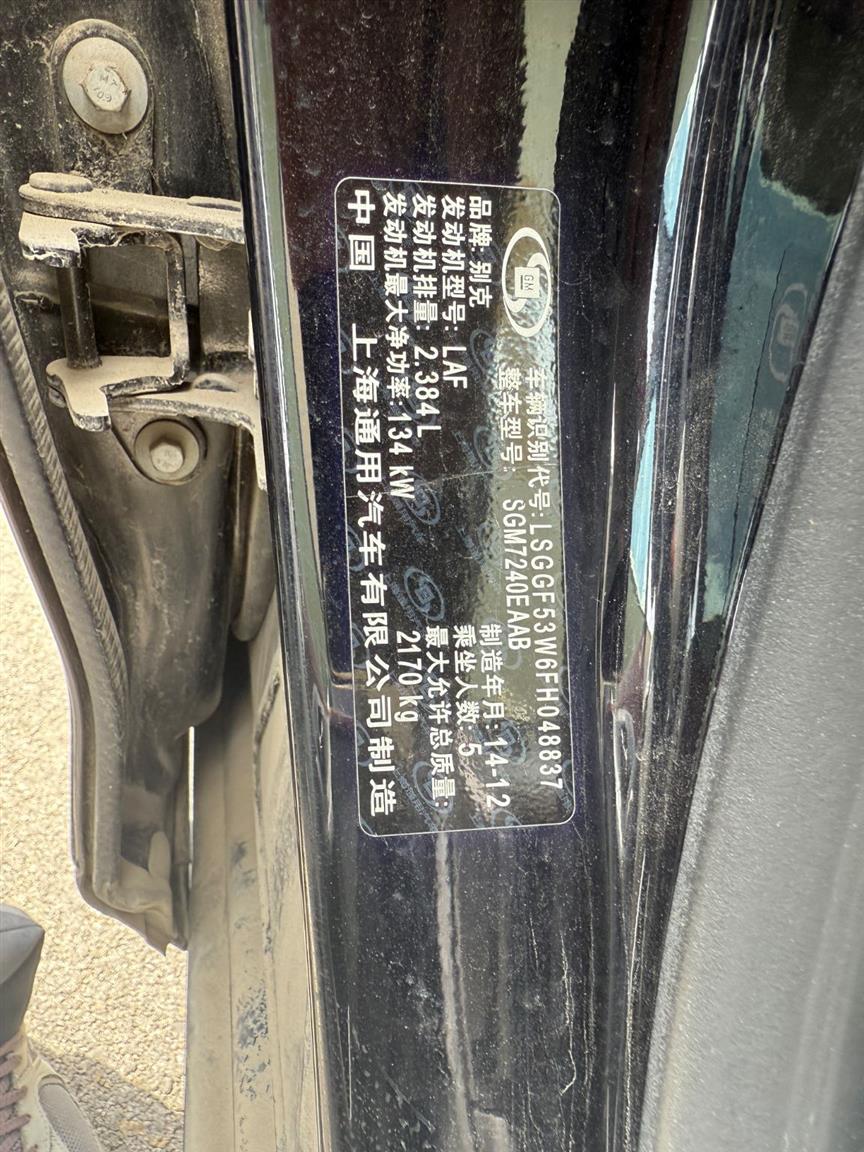 GM
车辆识别代号:LSGGF53W6FH048837
整车型号: SGM7240EAAB
品牌:别克
制造年月:14-12
发动机型号:LAF
乘坐人数:5
发动机排量:2.384L
最大允许总质量:
发动机最大净功率:134kW
2170kg
中国 上海通用汽车有限公司制造